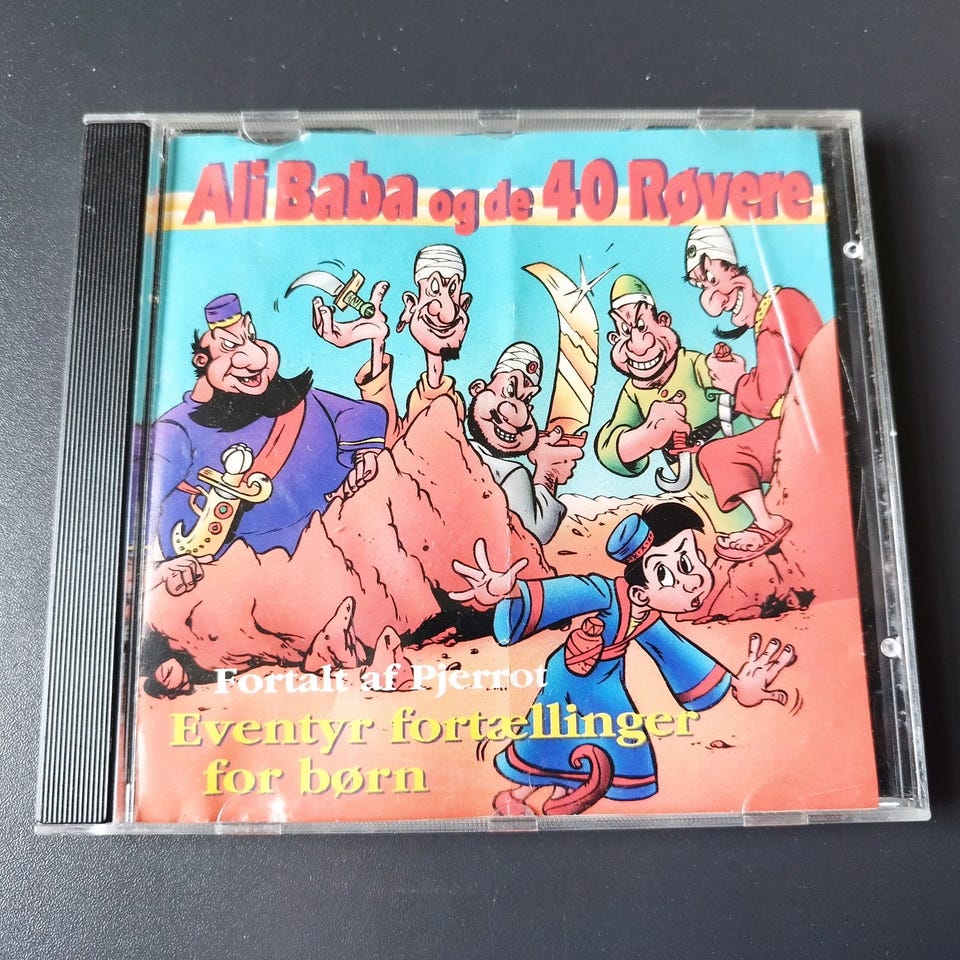 Ali Baba og de 40 Røvere
Fortalt af Pjerrot
Eventyr fortællinger
for børn